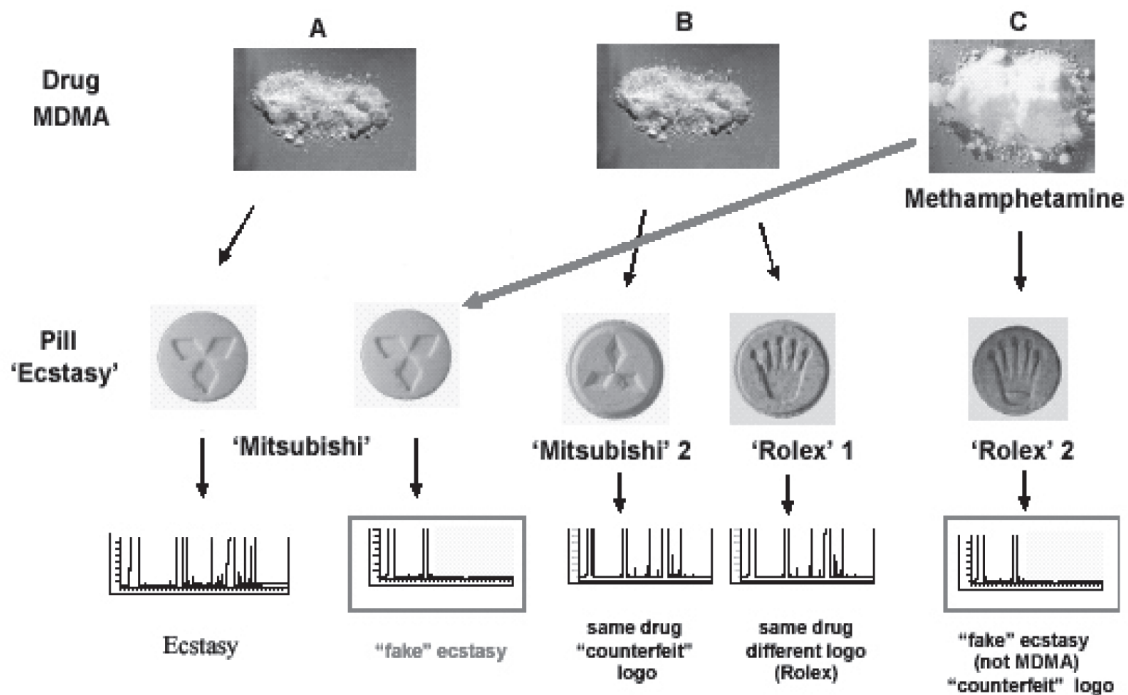 A
B
C
Drug
MDMA
Methamphetamine
Pill
‘Ecstasy’
‘Mitsubishi’
‘Mitsubishi’ 2
‘Rolex’ 1
‘Rolex’ 2
Ecstasy
“fake” ecstasy
same drug
“counterfeit”
logo
same drug
different logo
(Rolex)
“fake” ecstasy
(not MDMA)
“counterfeit” logo